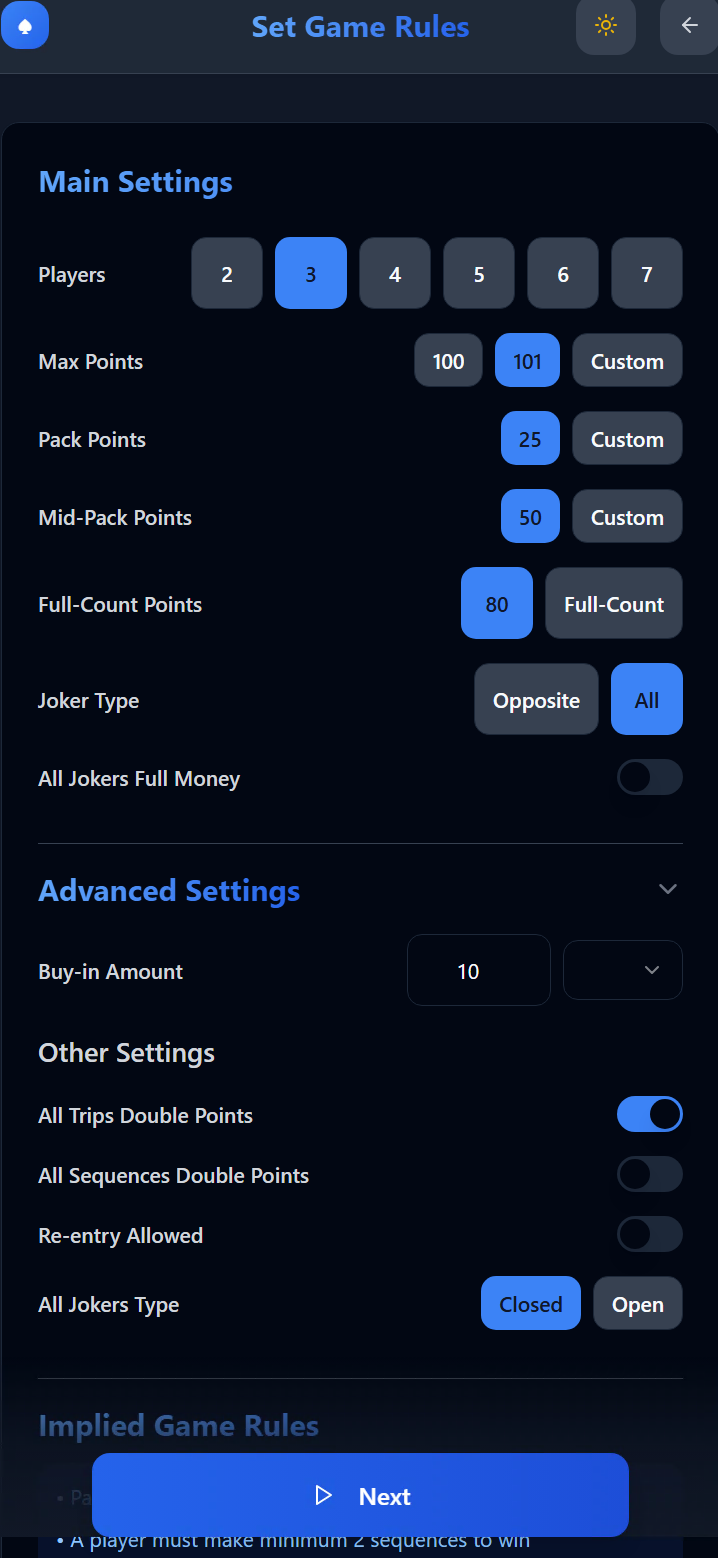 Set Game Rules
Main Settings
Players 2 3 4 5 6 7
Max Points 100 101 Custom
Pack Points 25 Custom
Mid-Pack Points 50 Custom
Full-Count Points 80 Full-Count
Joker Type Opposite All
All Jokers Full Money
Advanced Settings
Buy-in Amount 10
Other Settings
All Trips Double Points
All Sequences Double Points
Re-entry Allowed
All Jokers Type Closed Open
Implied Game Rules
Next
• A player must make minimum 2 sequences to win